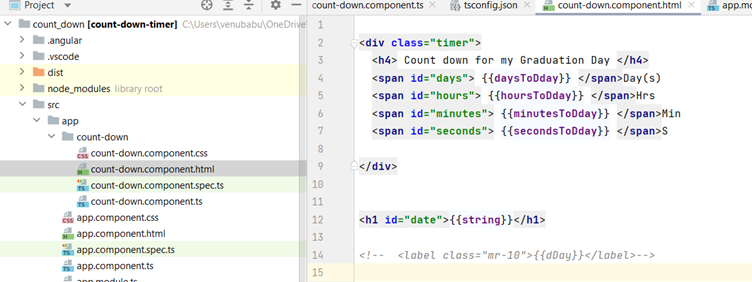 Project
count_down [count-down-timer] C:\Users\venubabu\OneDrive
.angular
.vscode
dist
node_modules library root
src
app
count-down
count-down.component.css
count-down.component.html
count-down.component.spec.ts
count-down.component.ts
app.component.css
app.component.html
app.component.spec.ts
app.component.ts
app.module.ts
count-down.component.ts tsconfig.json count-down.component.html app.mo
1
2 <div class="timer">
3 <h4> Count down for my Graduation Day </h4>
4 <span id="days"> {{daysToDday}} </span>Day(s)
5 <span id="hours"> {{hoursToDday}} </span>Hrs
6 <span id="minutes"> {{minutesToDday}} </span>Min
7 <span id="seconds"> {{secondsToDday}} </span>S
8
9 </div>
10
11
12 <h1 id="date">{{string}}</h1>
13
14 <!-- <label class="mr-10">{{dDay}}</label>-->
15